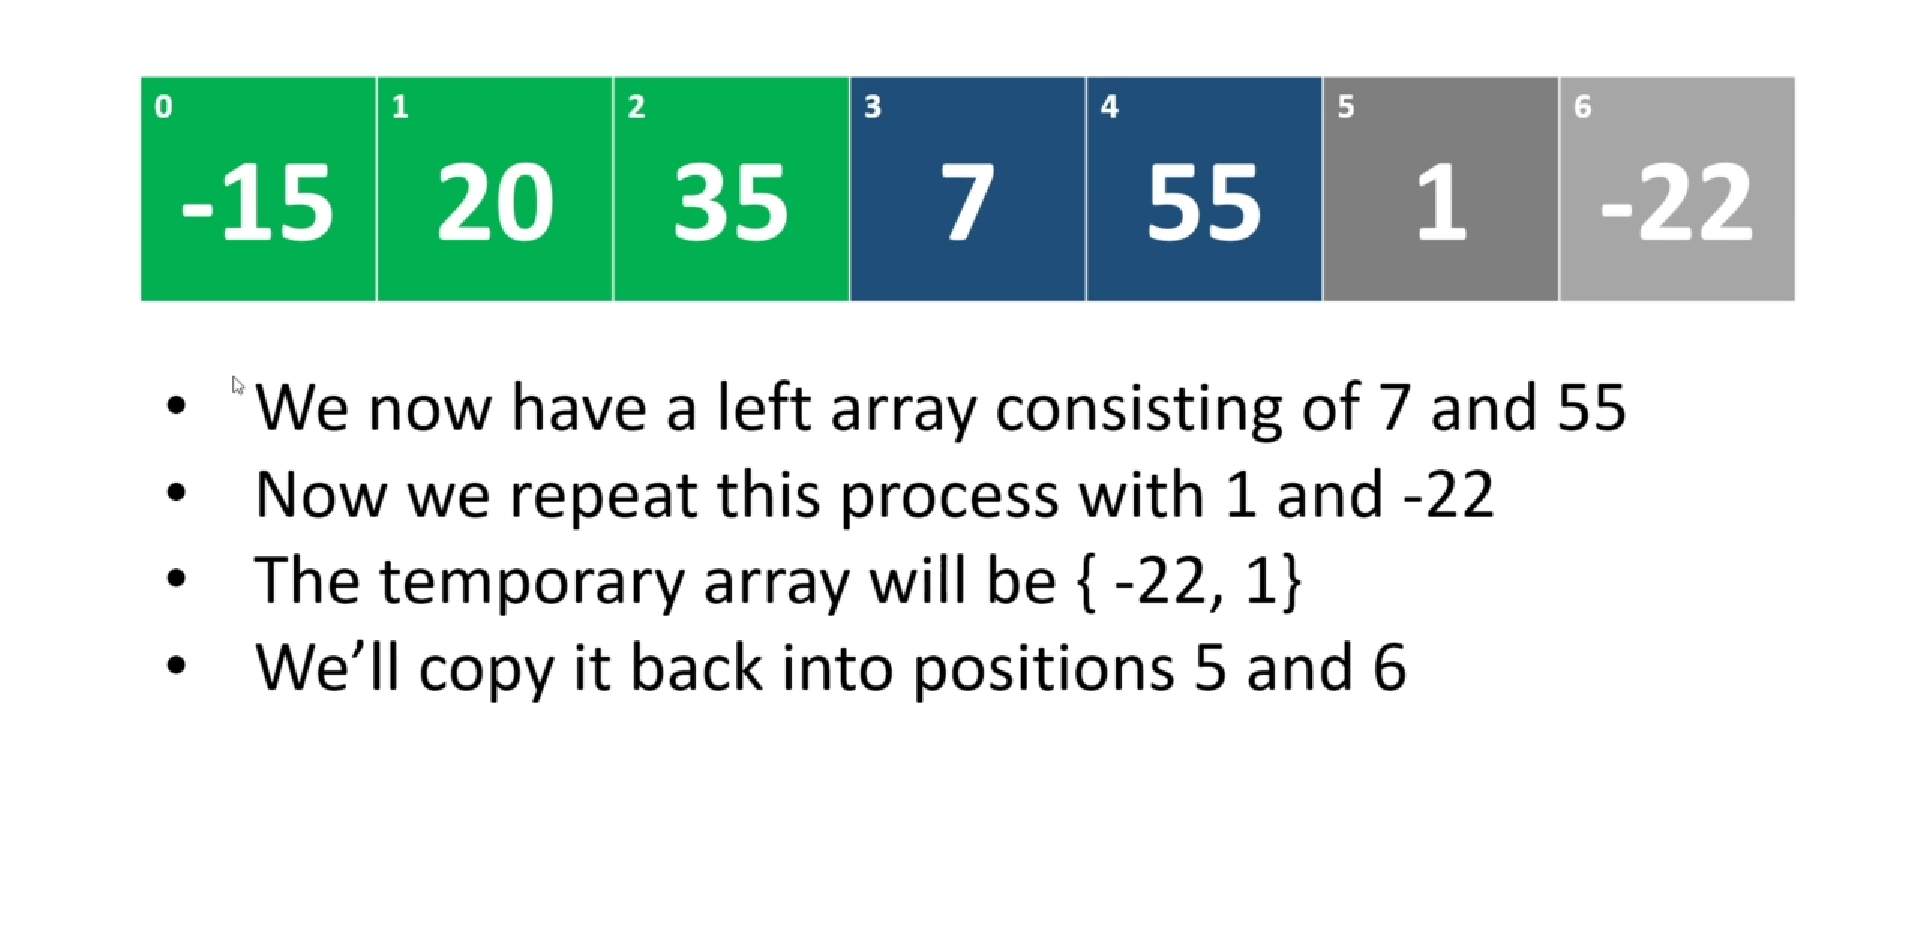 0 1 2 3 4 5 6
-15 20 35 7 55 1 -22
• We now have a left array consisting of 7 and 55
• Now we repeat this process with 1 and -22
• The temporary array will be { -22, 1}
• We’ll copy it back into positions 5 and 6